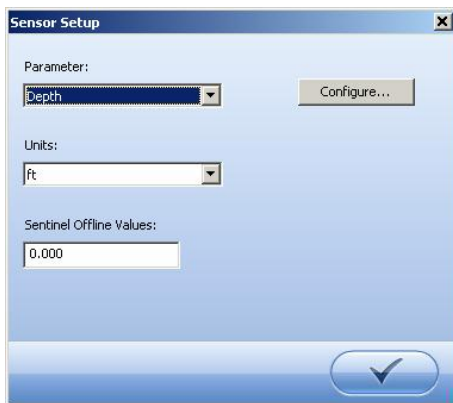 Sensor Setup
Parameter:
Depth
Configure...
Units:
ft
Sentinel Offline Values:
0.000